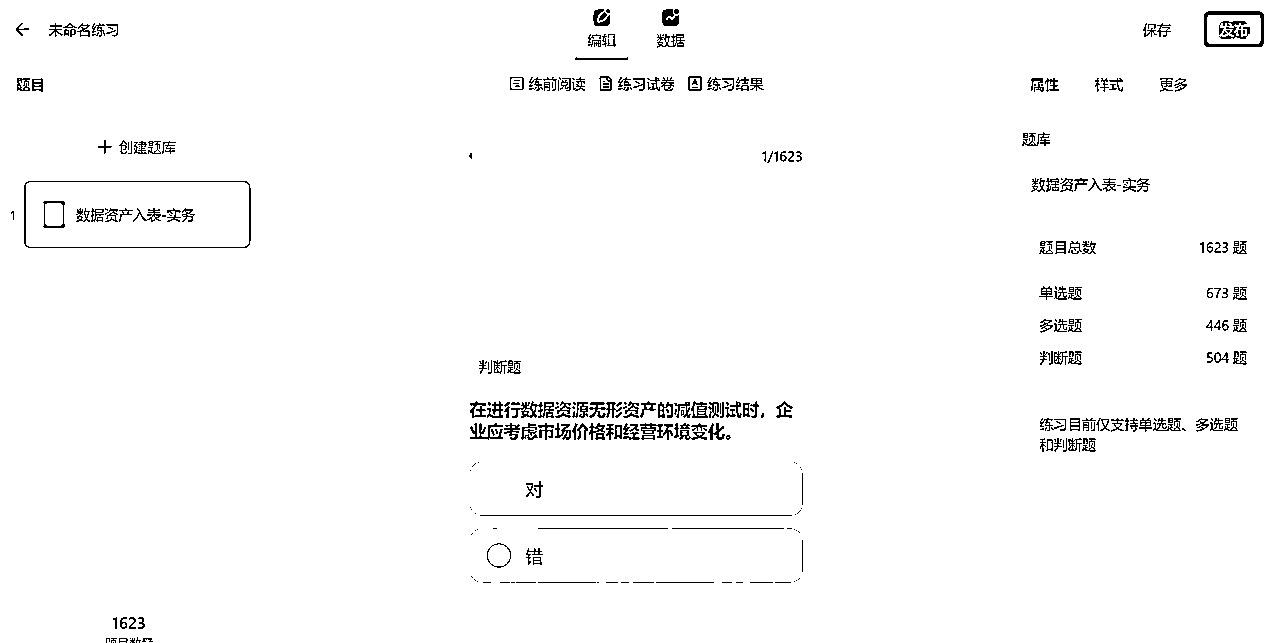 未命名练习
编辑
数据
保存
发布
题目
练前阅读
练习试卷
练习结果
属性
样式
更多
创建题库
1
数据资产入表-实务
1623
题目数量
1/1623
判断题
在进行数据资源无形资产的减值测试时，企
业应考虑市场价格和经营环境变化。
对
错
题库
数据资产入表-实务
题目总数 1623 题
单选题 673 题
多选题 446 题
判断题 504 题
练习目前仅支持单选题、多选题
和判断题